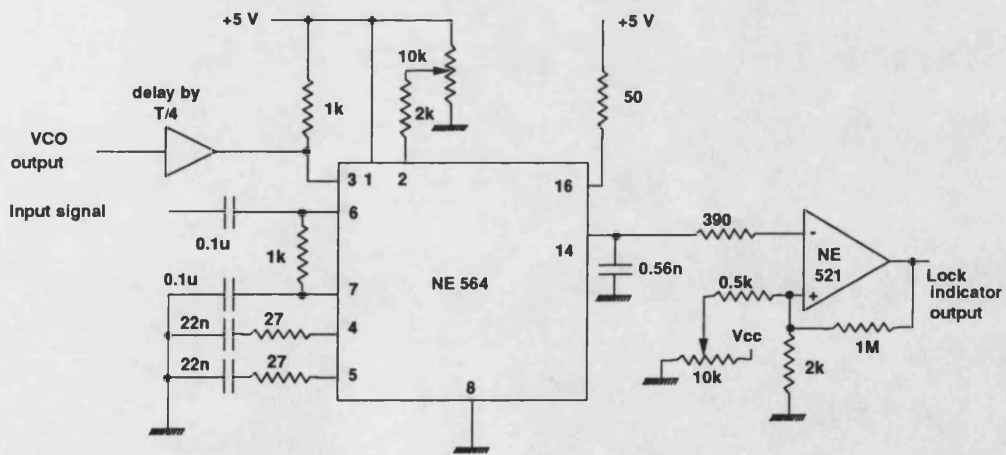 +5 V
+5 V
10k
delay by
T/4
1k
2k
50
VCO
output
3 1 2
16
Input signal
6
0.1u
1k
14
390
NE
521
-
+
0.56n
NE 564
0.1u
7
0.5k
Lock
indicator
output
22n
27
4
Vcc
1M
22n
27
5
10k
2k
8